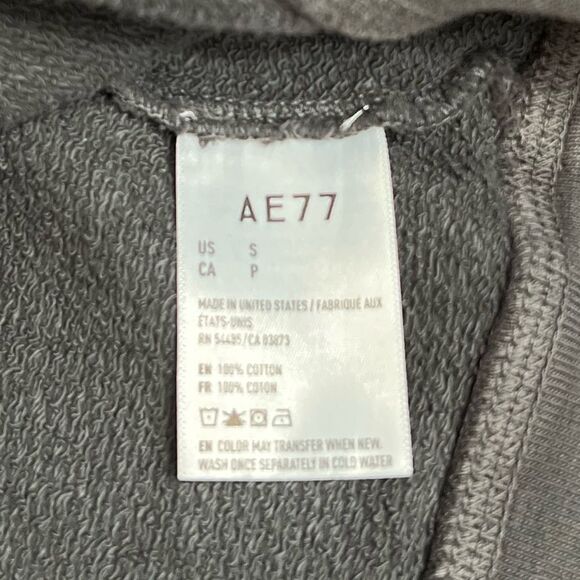 AE77
US S
CA P
MADE IN UNITED STATES / FABRIQUÉ AUX
ÉTATS-UNIS
RN 54485/CA 03873
EN 100% COTTON
FR 100% COTON
EN COLOR MAY TRANSFER WHEN NEW.
WASH ONCE SEPARATELY IN COLD WATER